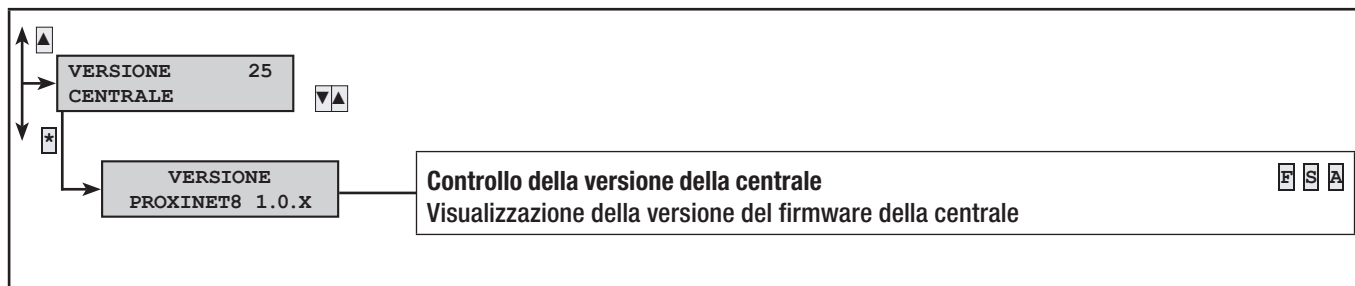 ▲
VERSIONE 25
CENTRALE
▼▲
*
VERSIONE
PROXINET8 1.0.X
Controllo della versione della centrale
F S A
Visualizzazione della versione del firmware della centrale